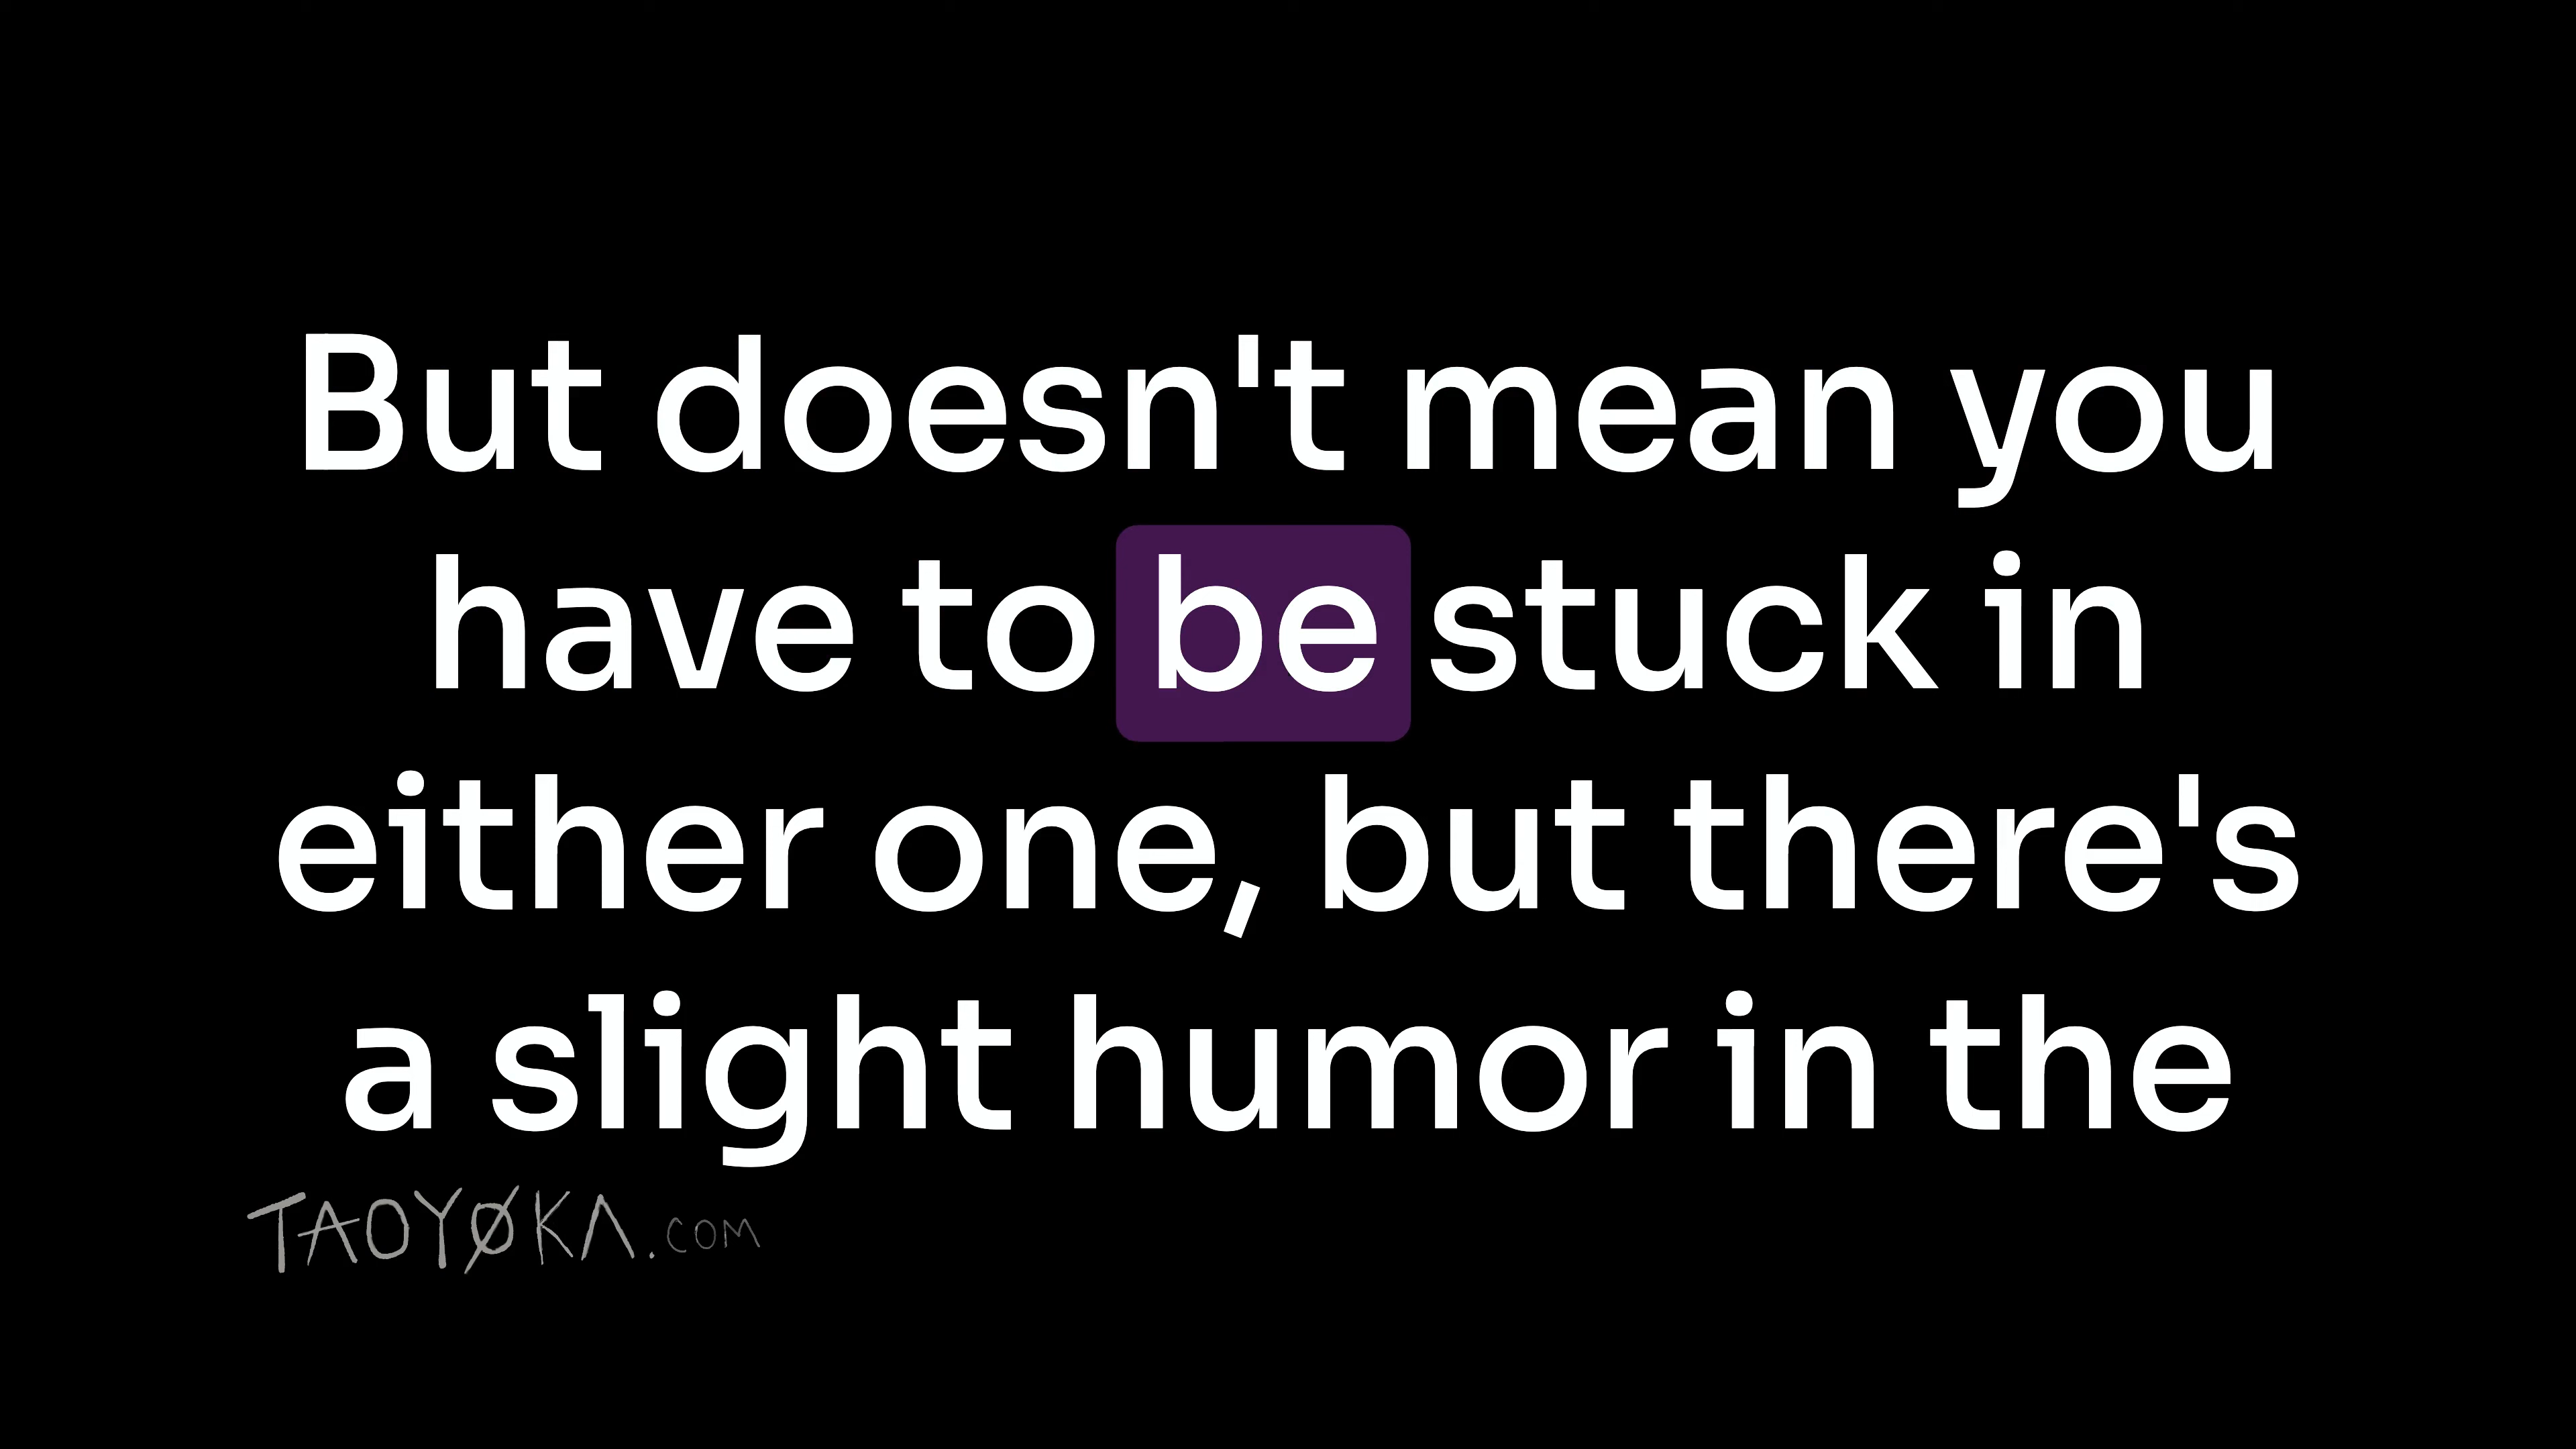 But doesn't mean you
have to be stuck in
either one, but there's
a slight humor in the
TAOYØKA.COM